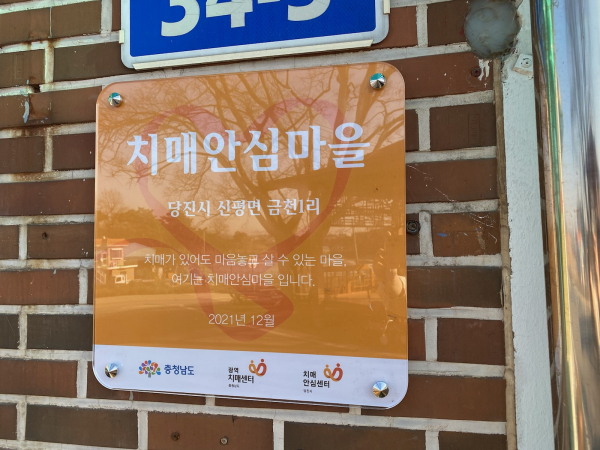 34-3
치매안심마을
당진시 신평면 금천1리
치매가 있어도 마음놓고 살 수 있는 마을,
여기는 치매안심마을 입니다.
2021년 12월
충청남도
광역
치매센터
치매
안심센터